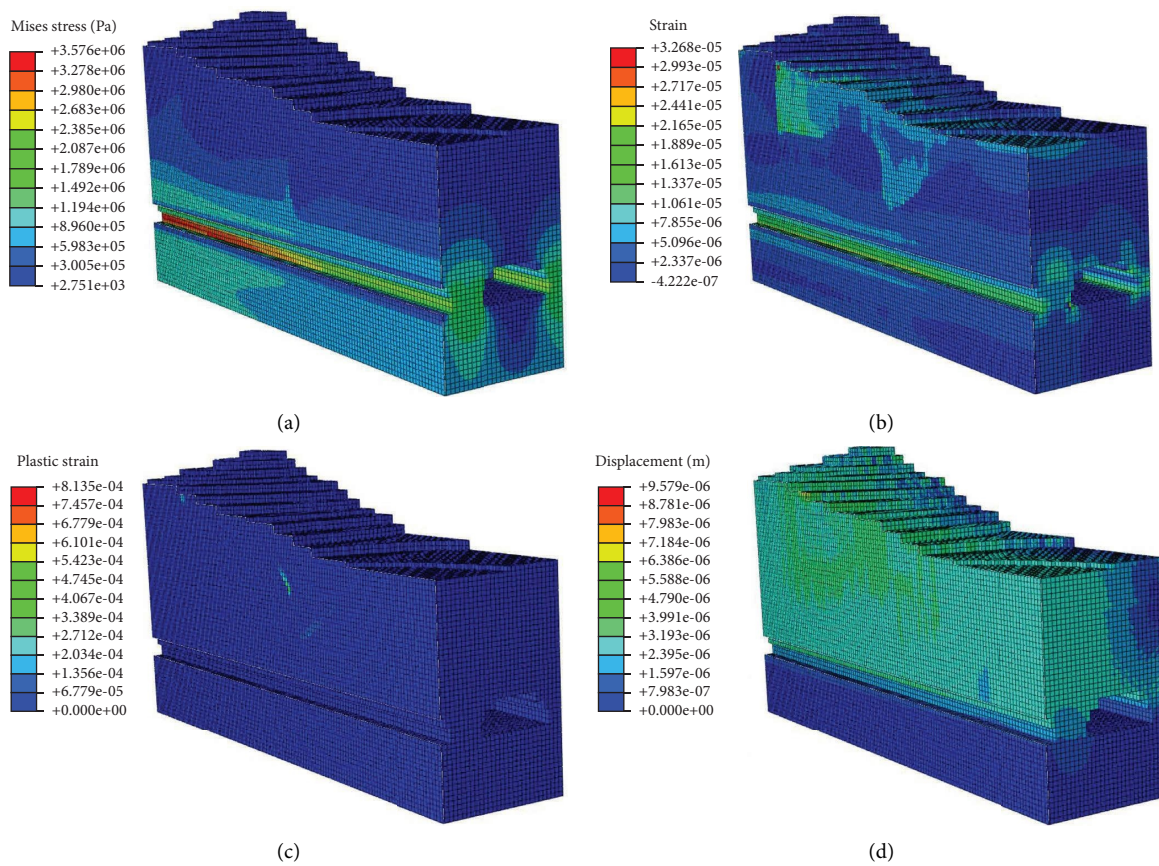 Mises stress (Pa)
+3.576e+06
+3.278e+06
+2.980e+06
+2.683e+06
+2.385e+06
+2.087e+06
+1.789e+06
+1.492e+06
+1.194e+06
+8.960e+05
+5.983e+05
+3.005e+05
+2.751e+03
(a)
Strain
+3.268e-05
+2.993e-05
+2.717e-05
+2.441e-05
+2.165e-05
+1.889e-05
+1.613e-05
+1.337e-05
+1.061e-05
+7.855e-06
+5.096e-06
+2.337e-06
-4.222e-07
(b)
Plastic strain
+8.135e-04
+7.457e-04
+6.779e-04
+6.101e-04
+5.423e-04
+4.745e-04
+4.067e-04
+3.389e-04
+2.712e-04
+2.034e-04
+1.356e-04
+6.779e-05
+0.000e+00
(c)
Displacement (m)
+9.579e-06
+8.781e-06
+7.983e-06
+7.184e-06
+6.386e-06
+5.588e-06
+4.790e-06
+3.991e-06
+3.193e-06
+2.395e-06
+1.597e-06
+7.983e-07
+0.000e+00
(d)